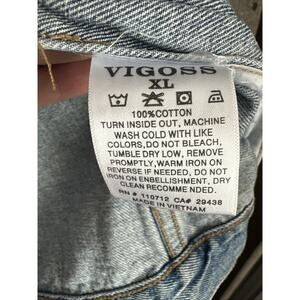 VIGOSS
XL
100%COTTON
TURN INSIDE OUT, MACHINE
WASH COLD WITH LIKE
COLORS,DO NOT BLEACH,
TUMBLE DRY LOW, REMOVE
PROMPTLY,WARM IRON ON
REVERSE IF NEEDED, DO NOT
IRON ON ENBELLISHMENT, DRY
CLEAN RECOMME NDED.
RN # 110712 CA# 29438
MADE IN VIETNAM